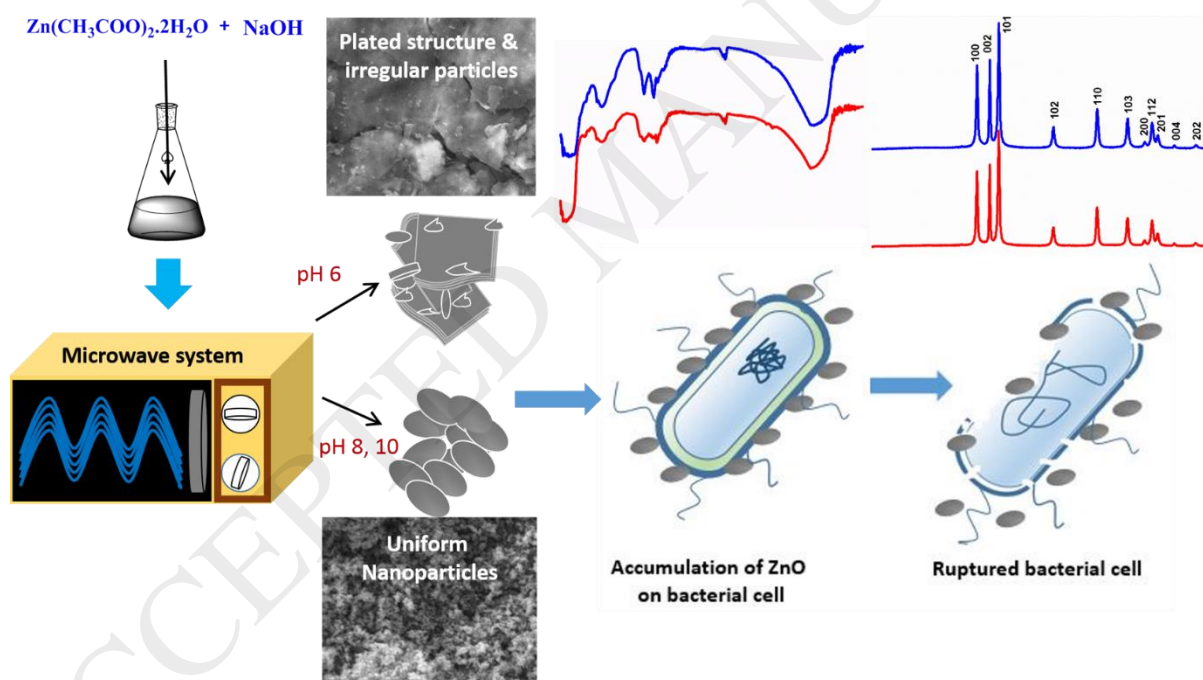 Zn(CH3COO)2.2H2O + NaOH
Plated structure &
irregular particles
100
002
101
102
110
103
200
112
201
004
202
pH 6
Microwave system
pH 8, 10
Uniform
Nanoparticles
Accumulation of ZnO
on bacterial cell
Ruptured bacterial cell
CCEPTED MANU